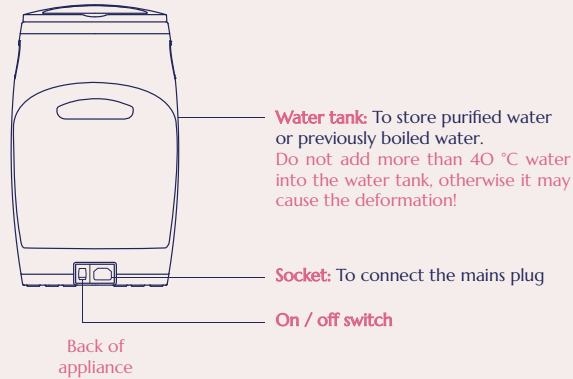 Water tank: To store purified water
or previously boiled water.
Do not add more than 40 °C water
into the water tank, otherwise it may
cause the deformation!
Socket: To connect the mains plug
On / off switch
Back of
appliance